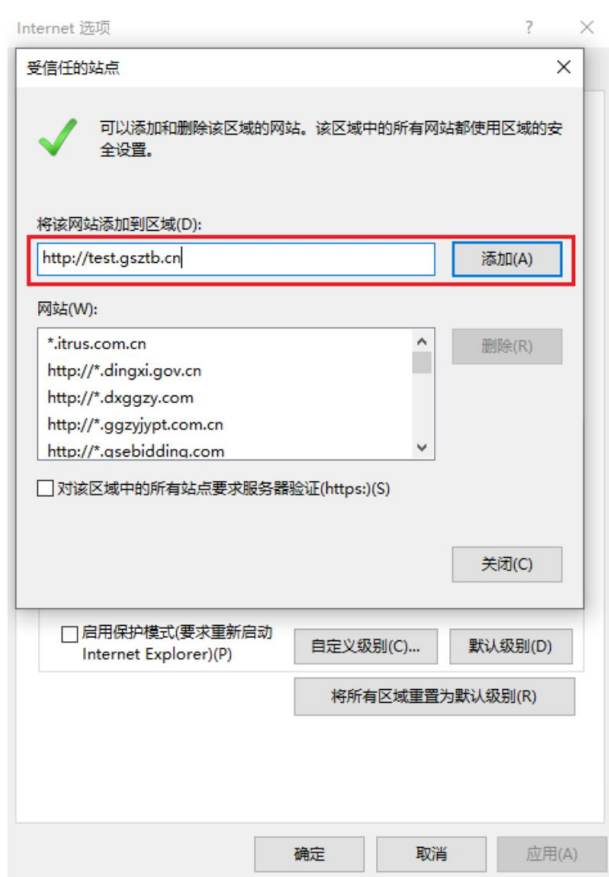 Internet 选项
?
受信任的站点
可以添加和删除该区域的网站。该区域中的所有网站都使用区域的安
全设置。
将该网站添加到区域(D):
http://test.gsztb.cn
添加(A)
网站(W):
*.itrus.com.cn
删除(R)
http://*.dingxi.gov.cn
http://*.dxggzy.com
http://*.ggzyjypt.com.cn
http://*.gsebidding.com
对该区域中的所有站点要求服务器验证(https:)(S)
关闭(C)
启用保护模式(要求重新启动
Internet Explorer)(P)
自定义级别(C)...
默认级别(D)
将所有区域重置为默认级别(R)
确定
取消
应用(A)